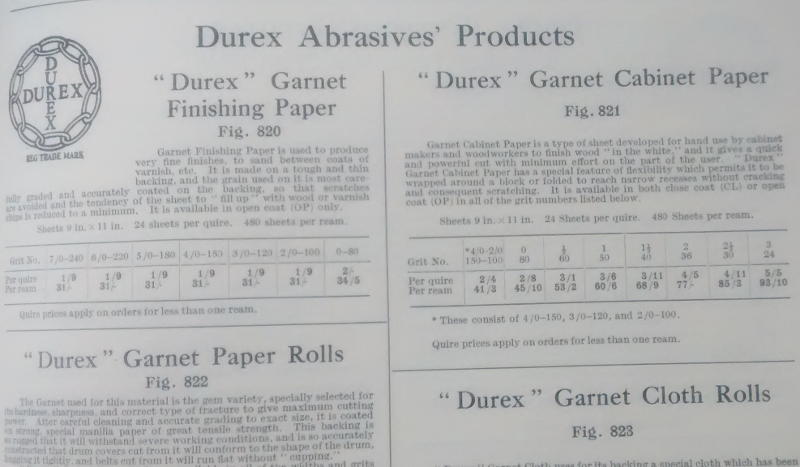 Durex Abrasives' Products
DUREX
DUREX
REG TRADE MARK
"Durex" Garnet
Finishing Paper
Fig. 820
Garnet Finishing Paper is used to produce
very fine finishes, to sand between coats of
varnish, etc. It is made on a tough and thin
backing, and the grain used on it is most care-
fully graded and accurately coated on the backing, so that scratches
are avoided and the tendency of the sheet to "fill up" with wood or varnish
chips is reduced to a minimum. It is available in open coat (OP) only.
Sheets 9 in. × 11 in. 24 sheets per quire. 480 sheets per ream.
Grit No. 7/0-240 6/0-220 5/0-180 4/0-150 3/0-120 2/0-100 0-80
Per quire 1/9 1/9 1/9 1/9 1/9 1/9 2/-
Per ream 31/- 31/- 31/- 31/- 31/- 31/- 34/5
Quire prices apply on orders for less than one ream.
"Durex" Garnet Paper Rolls
Fig. 822
The Garnet used for this material is the gem variety, specially selected for
its hardness, sharpness, and correct type of fracture to give maximum cutting
power. After careful cleaning and accurate grading to exact size, it is coated
on strong, special manilla paper of great tensile strength. This backing is
so rugged that it will withstand severe working conditions, and is so accurately
constructed that drum covers cut from it will conform to the shape of the drum,
hugging it tightly, and belts cut from it will run flat without "cupping."
widths and grits
"Durex" Garnet Cabinet Paper
Fig. 821
Garnet Cabinet Paper is a type of sheet developed for hand use by cabinet
makers and woodworkers to finish wood "in the white," and it gives a quick
and powerful cut with minimum effort on the part of the user. "Durex"
Garnet Cabinet Paper has a special feature of flexibility which permits it to be
wrapped around a block or folded to reach narrow recesses without cracking
and consequent scratching. It is available in both close coat (CL) or open
coat (OP) in all of the grit numbers listed below.
Sheets 9 in. × 11 in. 24 Sheets per quire. 480 Sheets per ream.
*4/0-2/0 0 ½ 1 1½ 2 2½ 3
Grit No. 150-100 80 60 50 40 36 30 24
Per quire 2/4 2/8 3/1 3/6 3/11 4/5 4/11 5/5
Per ream 41/3 45/10 53/2 60/6 68/9 77/- 85/3 93/10
* These consist of 4/0-150, 3/0-120, and 2/0-100.
Quire prices apply on orders for less than one ream.
"Durex" Garnet Cloth Rolls
Fig. 823
Garnet Cloth uses for its backing a special cloth which has been